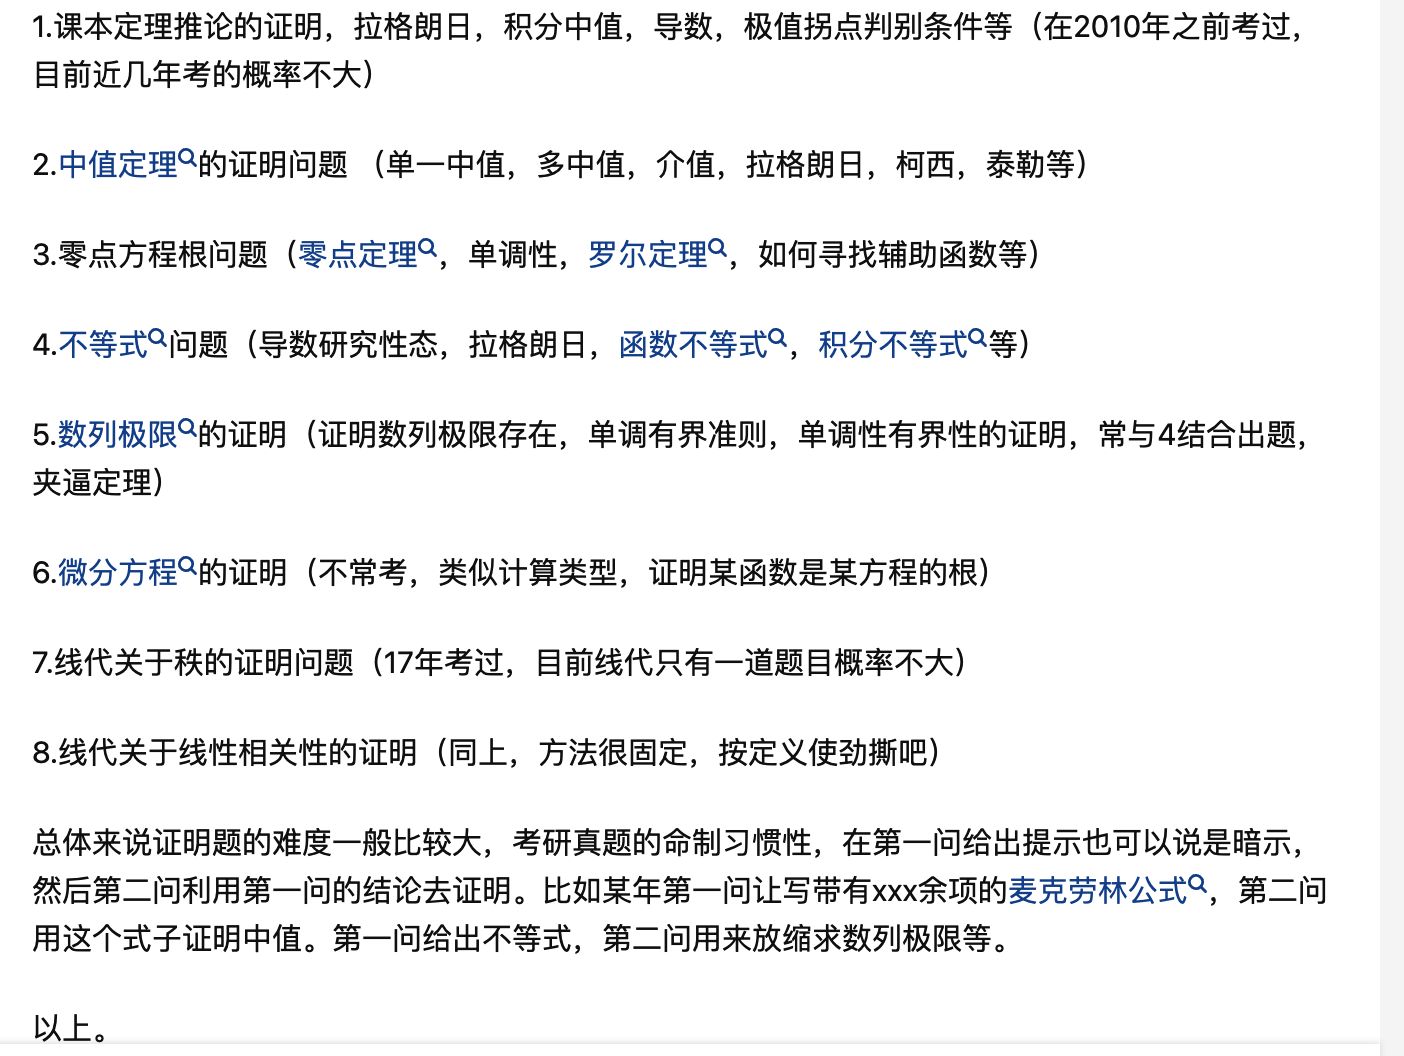 1.课本定理推论的证明，拉格朗日，积分中值，导数，极值拐点判别条件等（在2010年之前考过，
目前近几年考的概率不大）
2.中值定理的证明问题 （单一中值，多中值，介值，拉格朗日，柯西，泰勒等）
3.零点方程根问题（零点定理，单调性，罗尔定理，如何寻找辅助函数等）
4.不等式问题（导数研究性态，拉格朗日，函数不等式，积分不等式等）
5.数列极限的证明（证明数列极限存在，单调有界准则，单调性有界性的证明，常与4结合出题，
夹逼定理）
6.微分方程的证明（不常考，类似计算类型，证明某函数是某方程的根）
7.线代关于秩的证明问题（17年考过，目前线代只有一道题目概率不大）
8.线代关于线性相关性的证明（同上，方法很固定，按定义使劲撕吧）
总体来说证明题的难度一般比较大，考研真题的命制习惯性，在第一问给出提示也可以说是暗示，
然后第二问利用第一问的结论去证明。比如某年第一问让写带有xxx余项的麦克劳林公式，第二问
用这个式子证明中值。第一问给出不等式，第二问用来放缩求数列极限等。
以上。